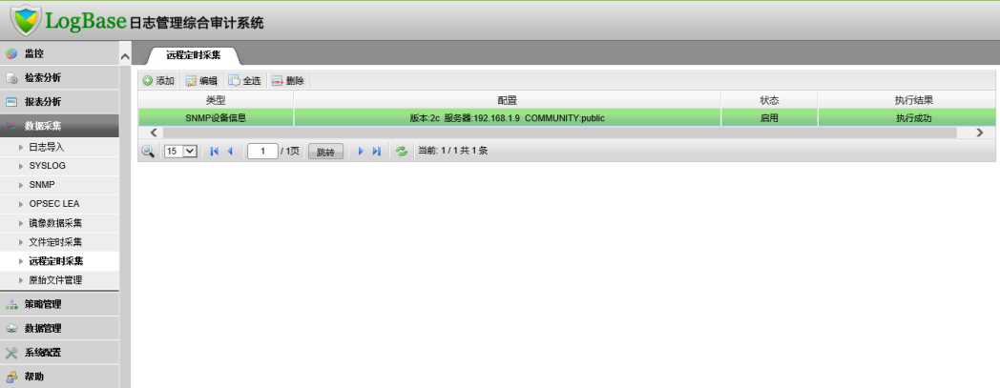 LogBase 日志管理综合审计系统
监控
检索分析
报表分析
数据采集
日志导入
SYSLOG
SNMP
OPSEC LEA
镜像数据采集
文件定时采集
远程定时采集
原始文件管理
策略管理
数据管理
系统配置
帮助
远程定时采集
添加 编辑 全选 删除
类型 配置 状态 执行结果
SNMP设备信息 版本:2c 服务器:192.168.1.9 COMMUNITY:public 启用 执行成功
15 1 / 1页 跳转 当前: 1 / 1 共 1 条